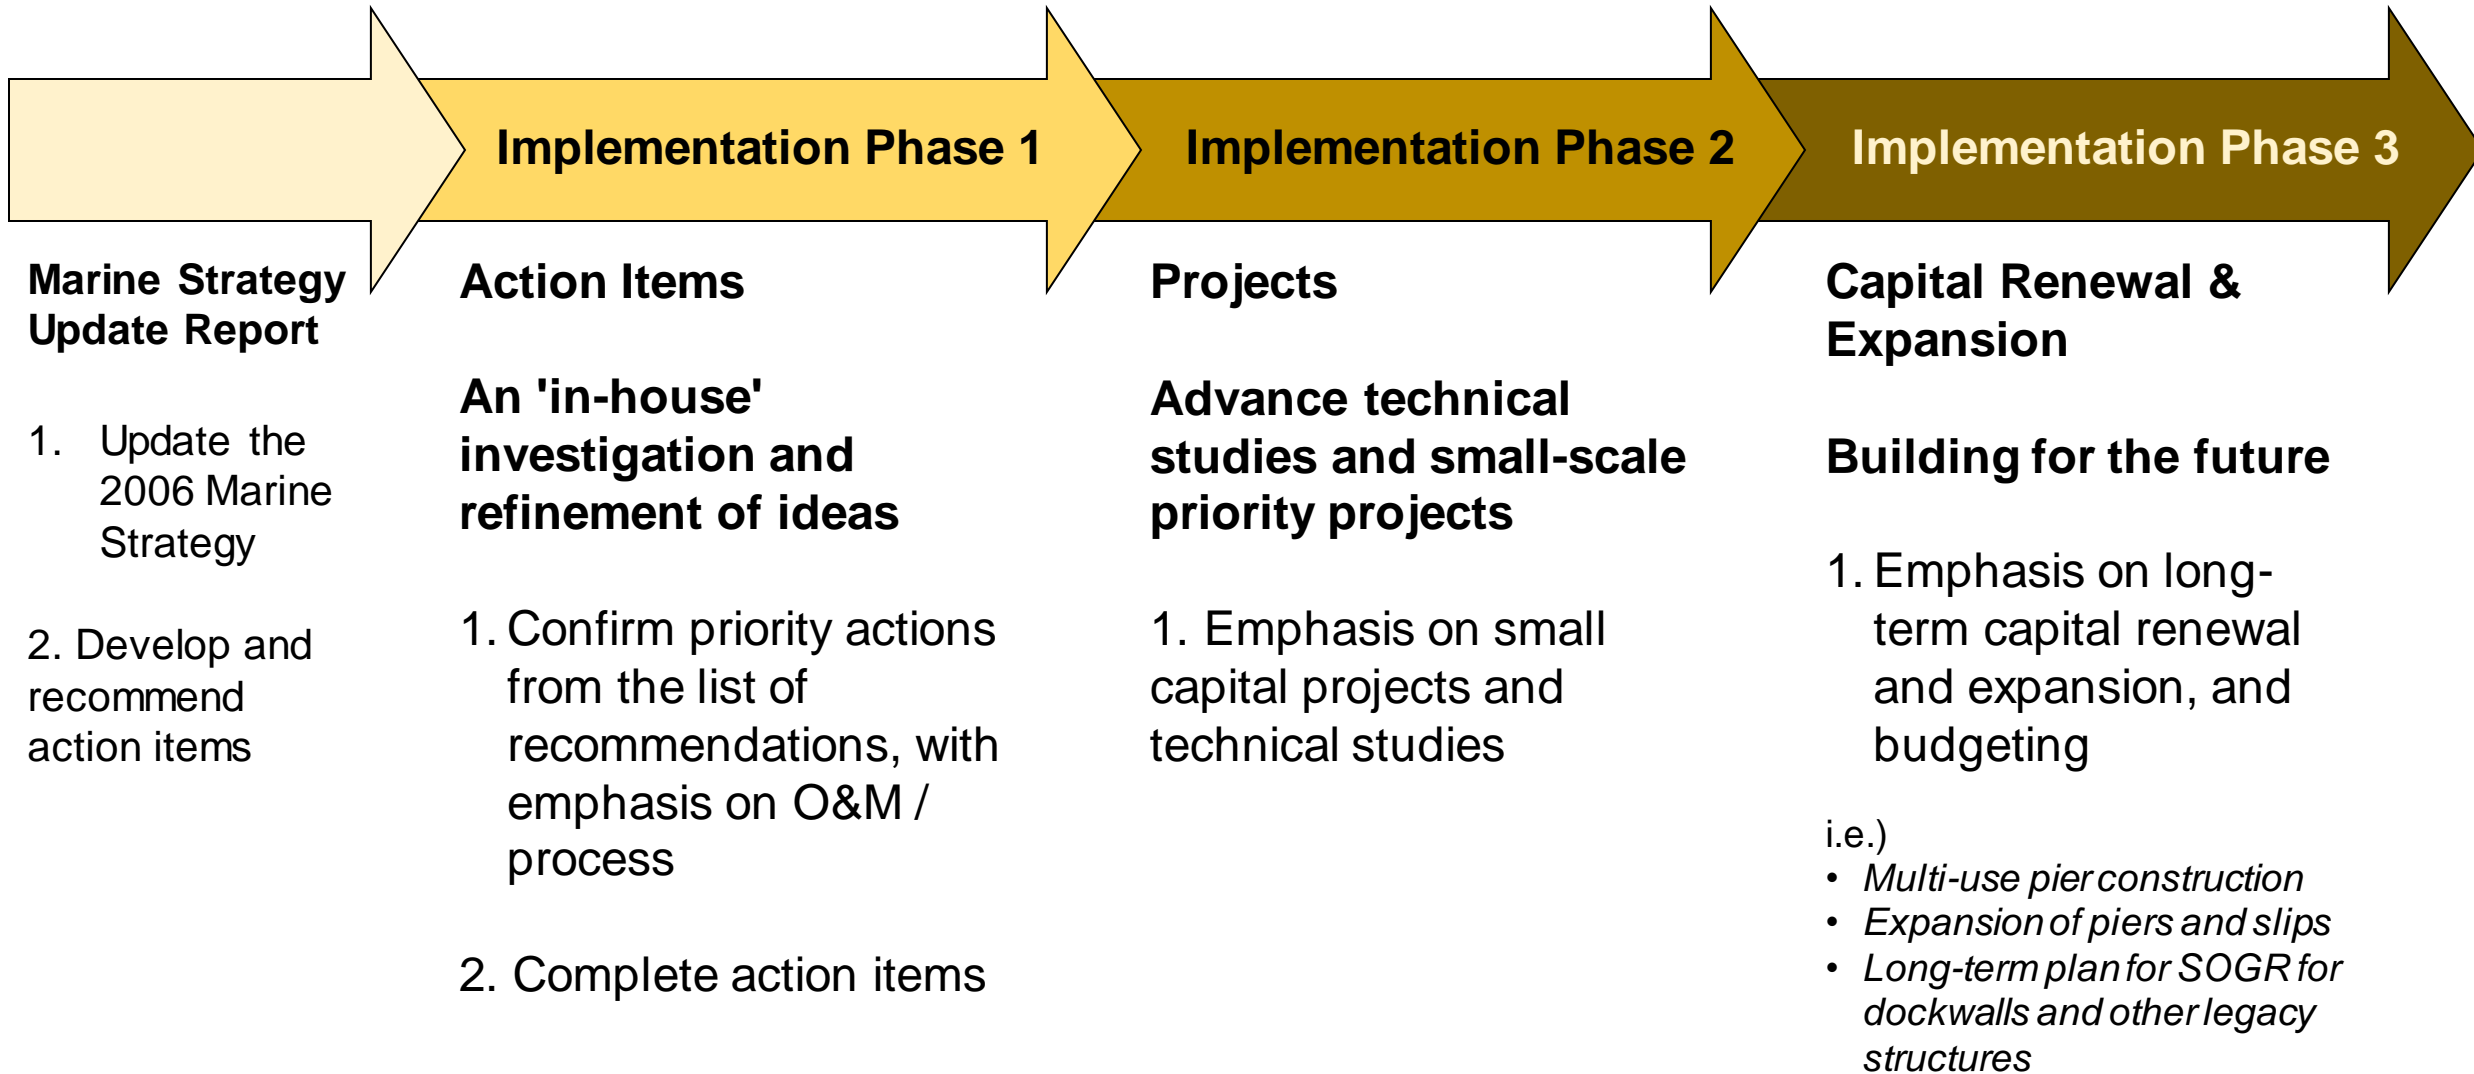 Implementation Phase 1
Implementation Phase 2
Implementation Phase 3
Marine Strategy
Update Report
1. Update the
2006 Marine
Strategy
2. Develop and
recommend
action items
Action Items
An 'in-house'
investigation and
refinement of ideas
1. Confirm priority actions
from the list of
recommendations, with
emphasis on O&M /
process
2. Complete action items
Projects
Advance technical
studies and small-scale
priority projects
1. Emphasis on small
capital projects and
technical studies
Capital Renewal &
Expansion
Building for the future
1. Emphasis on long-
term capital renewal
and expansion, and
budgeting
i.e.)
• Multi-use pier construction
• Expansion of piers and slips
• Long-term plan for SOGR for
dockwalls and other legacy
structures